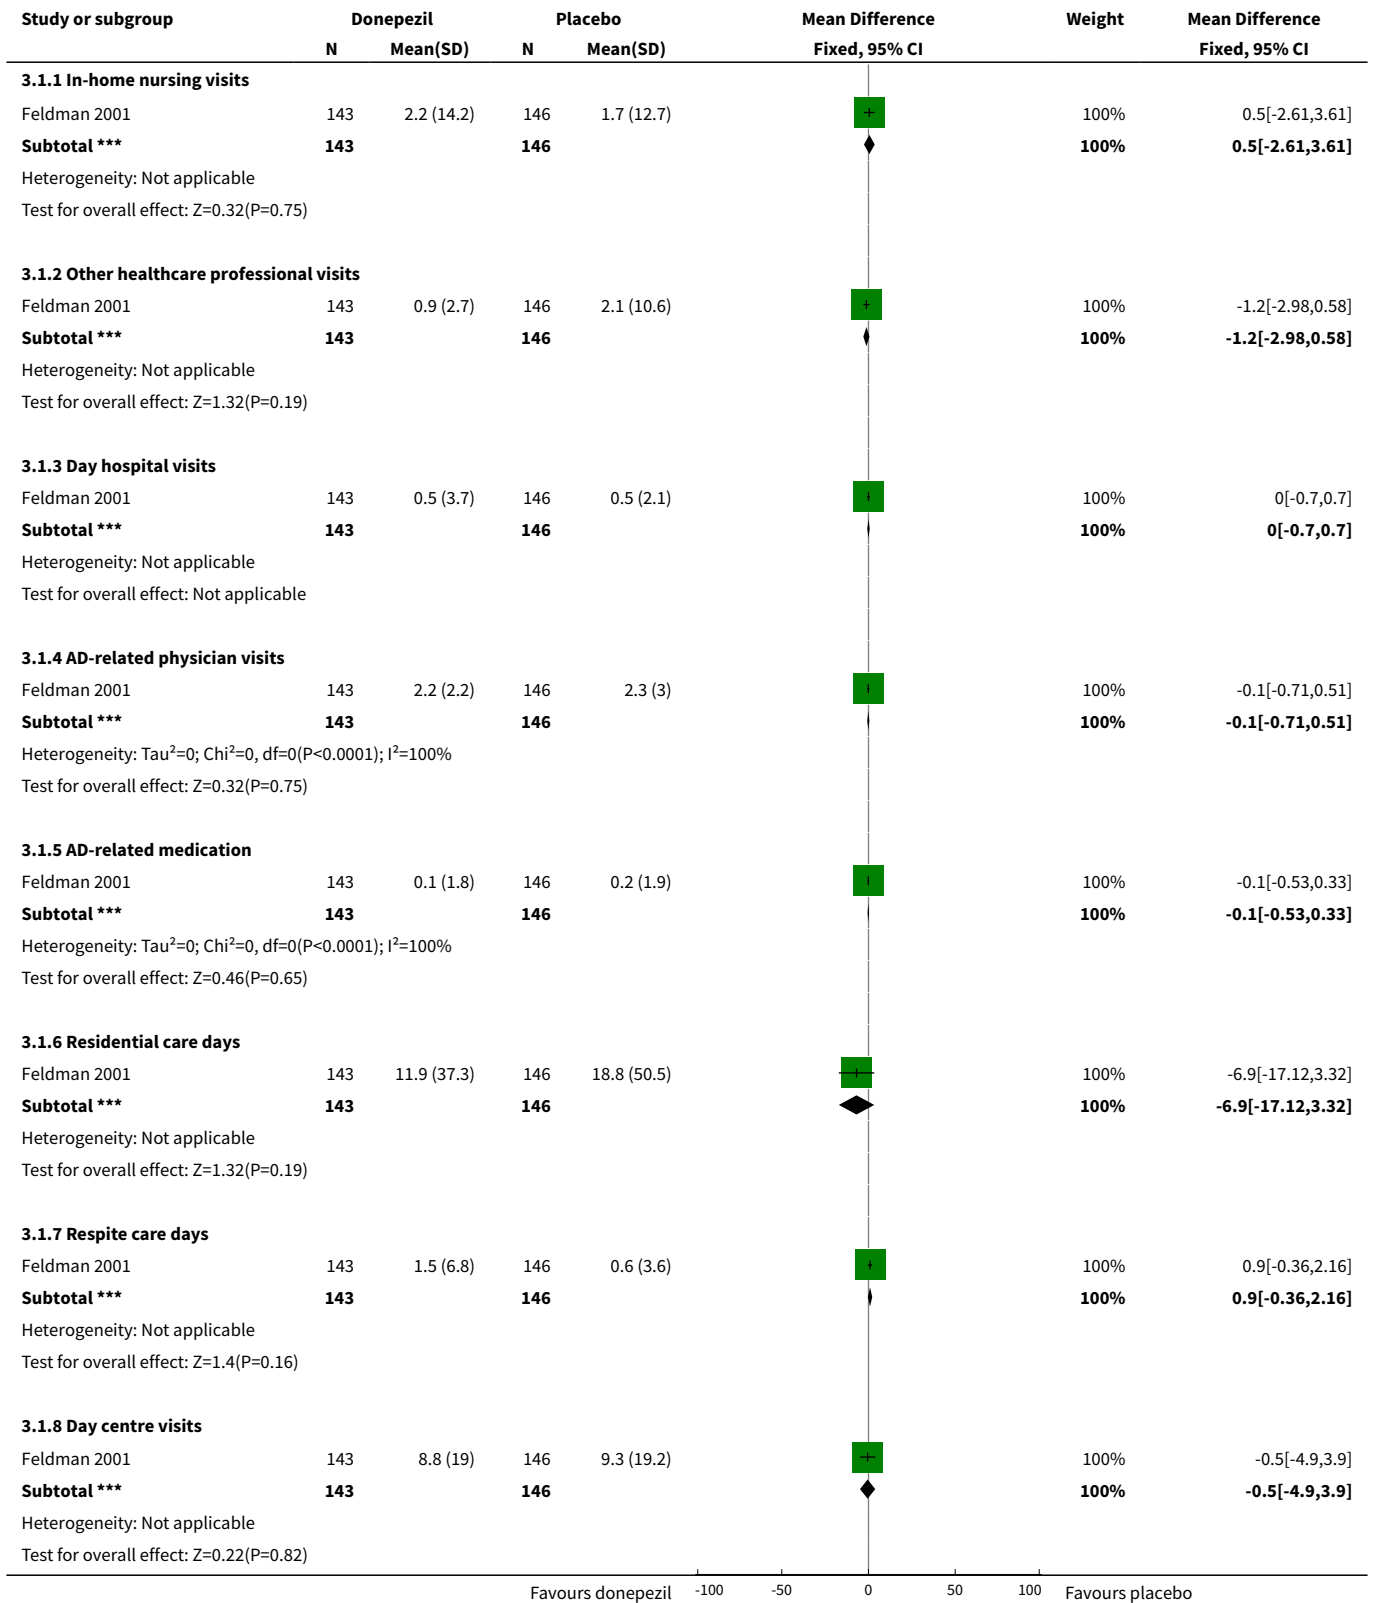 Study or subgroup Donepezil Placebo Mean Difference Weight Mean Difference
N Mean(SD) N Mean(SD) Fixed, 95% CI Fixed, 95% CI
3.1.1 In-home nursing visits
Feldman 2001 143 2.2 (14.2) 146 1.7 (12.7) 100% 0.5[-2.61,3.61]
Subtotal *** 143 146 100% 0.5[-2.61,3.61]
Heterogeneity: Not applicable
Test for overall effect: Z=0.32(P=0.75)
3.1.2 Other healthcare professional visits
Feldman 2001 143 0.9 (2.7) 146 2.1 (10.6) 100% -1.2[-2.98,0.58]
Subtotal *** 143 146 100% -1.2[-2.98,0.58]
Heterogeneity: Not applicable
Test for overall effect: Z=1.32(P=0.19)
3.1.3 Day hospital visits
Feldman 2001 143 0.5 (3.7) 146 0.5 (2.1) 100% 0[-0.7,0.7]
Subtotal *** 143 146 100% 0[-0.7,0.7]
Heterogeneity: Not applicable
Test for overall effect: Not applicable
3.1.4 AD-related physician visits
Feldman 2001 143 2.2 (2.2) 146 2.3 (3) 100% -0.1[-0.71,0.51]
Subtotal *** 143 146 100% -0.1[-0.71,0.51]
Heterogeneity: Tau²=0; Chi²=0, df=0(P<0.0001); I²=100%
Test for overall effect: Z=0.32(P=0.75)
3.1.5 AD-related medication
Feldman 2001 143 0.1 (1.8) 146 0.2 (1.9) 100% -0.1[-0.53,0.33]
Subtotal *** 143 146 100% -0.1[-0.53,0.33]
Heterogeneity: Tau²=0; Chi²=0, df=0(P<0.0001); I²=100%
Test for overall effect: Z=0.46(P=0.65)
3.1.6 Residential care days
Feldman 2001 143 11.9 (37.3) 146 18.8 (50.5) 100% -6.9[-17.12,3.32]
Subtotal *** 143 146 100% -6.9[-17.12,3.32]
Heterogeneity: Not applicable
Test for overall effect: Z=1.32(P=0.19)
3.1.7 Respite care days
Feldman 2001 143 1.5 (6.8) 146 0.6 (3.6) 100% 0.9[-0.36,2.16]
Subtotal *** 143 146 100% 0.9[-0.36,2.16]
Heterogeneity: Not applicable
Test for overall effect: Z=1.4(P=0.16)
3.1.8 Day centre visits
Feldman 2001 143 8.8 (19) 146 9.3 (19.2) 100% -0.5[-4.9,3.9]
Subtotal *** 143 146 100% -0.5[-4.9,3.9]
Heterogeneity: Not applicable
Test for overall effect: Z=0.22(P=0.82)
Favours donepezil -100 -50 0 50 100 Favours placebo